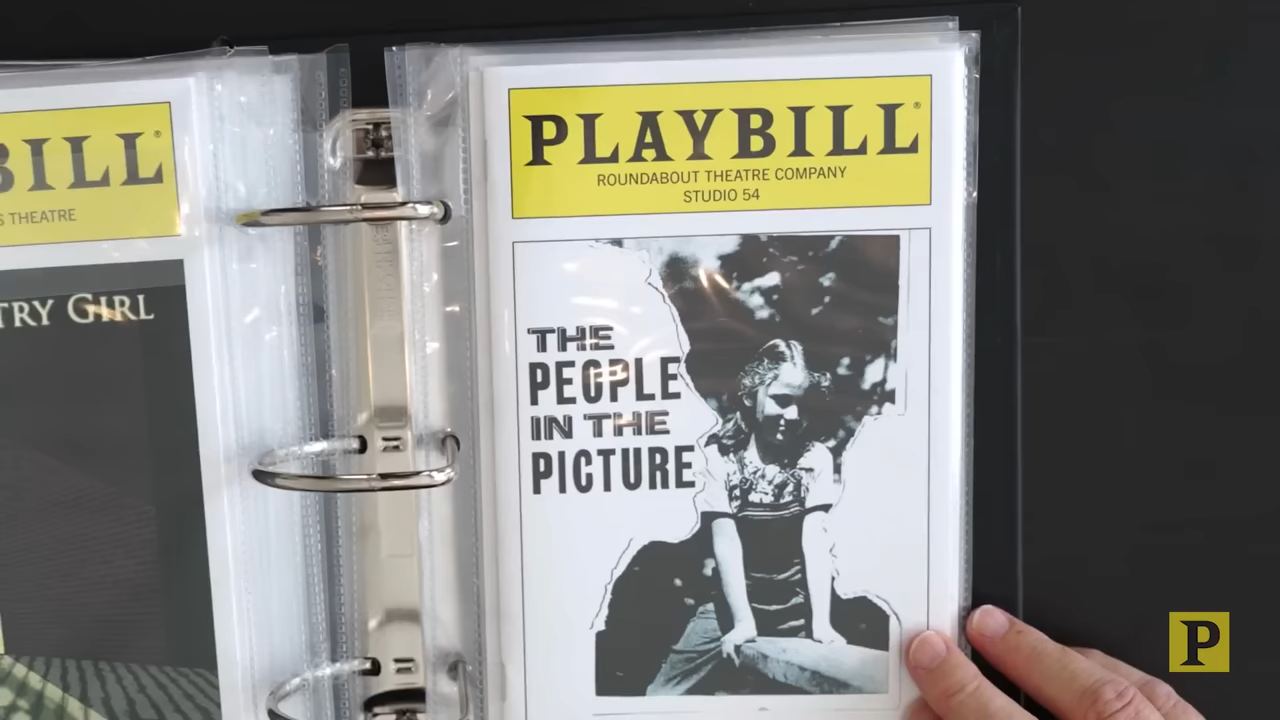 BILL®
S THEATRE
TRY GIRL
PLAYBILL®
ROUNDABOUT THEATRE COMPANY
STUDIO 54
THE
PEOPLE
IN THE
PICTURE
P